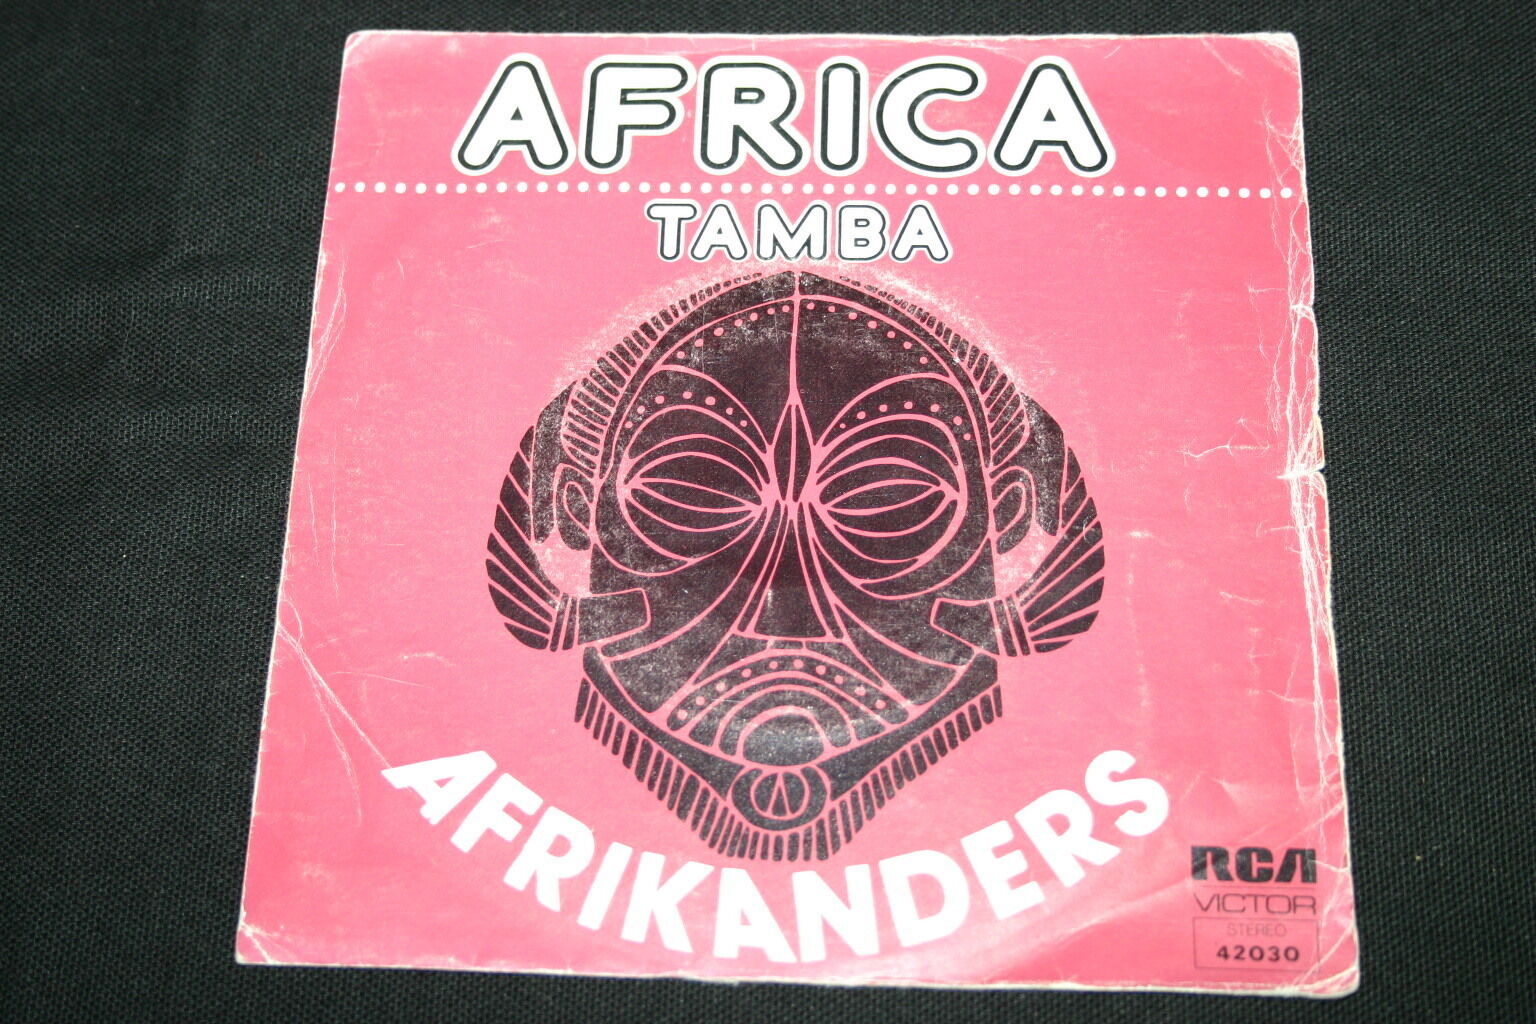 AFRICA
TAMBA
AFRIKANDERS
RCA
VICTOR
STEREO
42030